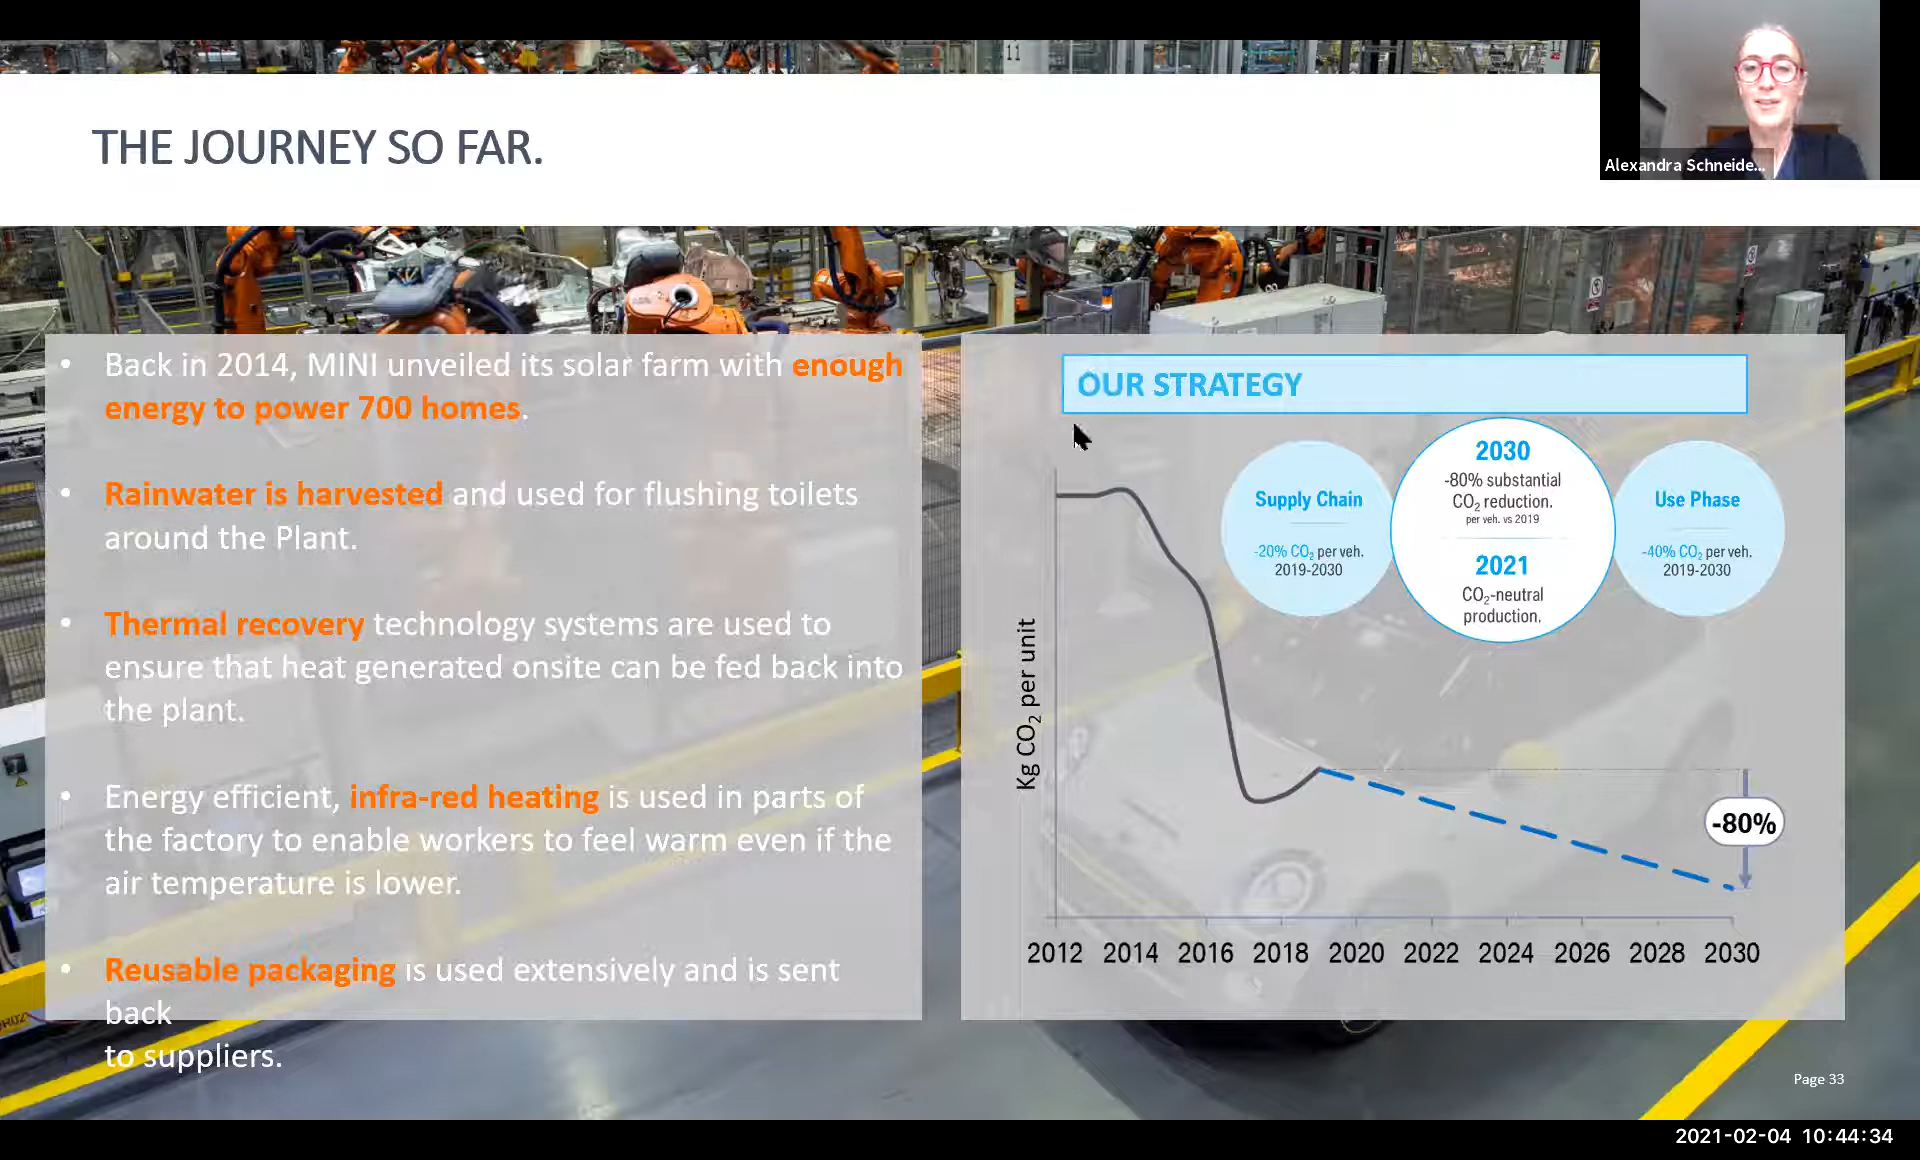 11
THE JOURNEY SO FAR.
Alexandra Schneide...
• Back in 2014, MINI unveiled its solar farm with enough
energy to power 700 homes.
• Rainwater is harvested and used for flushing toilets
around the Plant.
• Thermal recovery technology systems are used to
ensure that heat generated onsite can be fed back into
the plant.
• Energy efficient, infra-red heating is used in parts of
the factory to enable workers to feel warm even if the
air temperature is lower.
• Reusable packaging is used extensively and is sent
back
to suppliers.
OUR STRATEGY
Supply Chain
-20% CO₂ per veh.
2019-2030
2030
-80% substantial
CO₂ reduction.
per veh. vs 2019
2021
CO₂-neutral
production.
Use Phase
-40% CO₂ per veh.
2019-2030
Kg CO₂ per unit
-80%
2012 2014 2016 2018 2020 2022 2024 2026 2028 2030
Page 33
2021-02-04 10:44:34